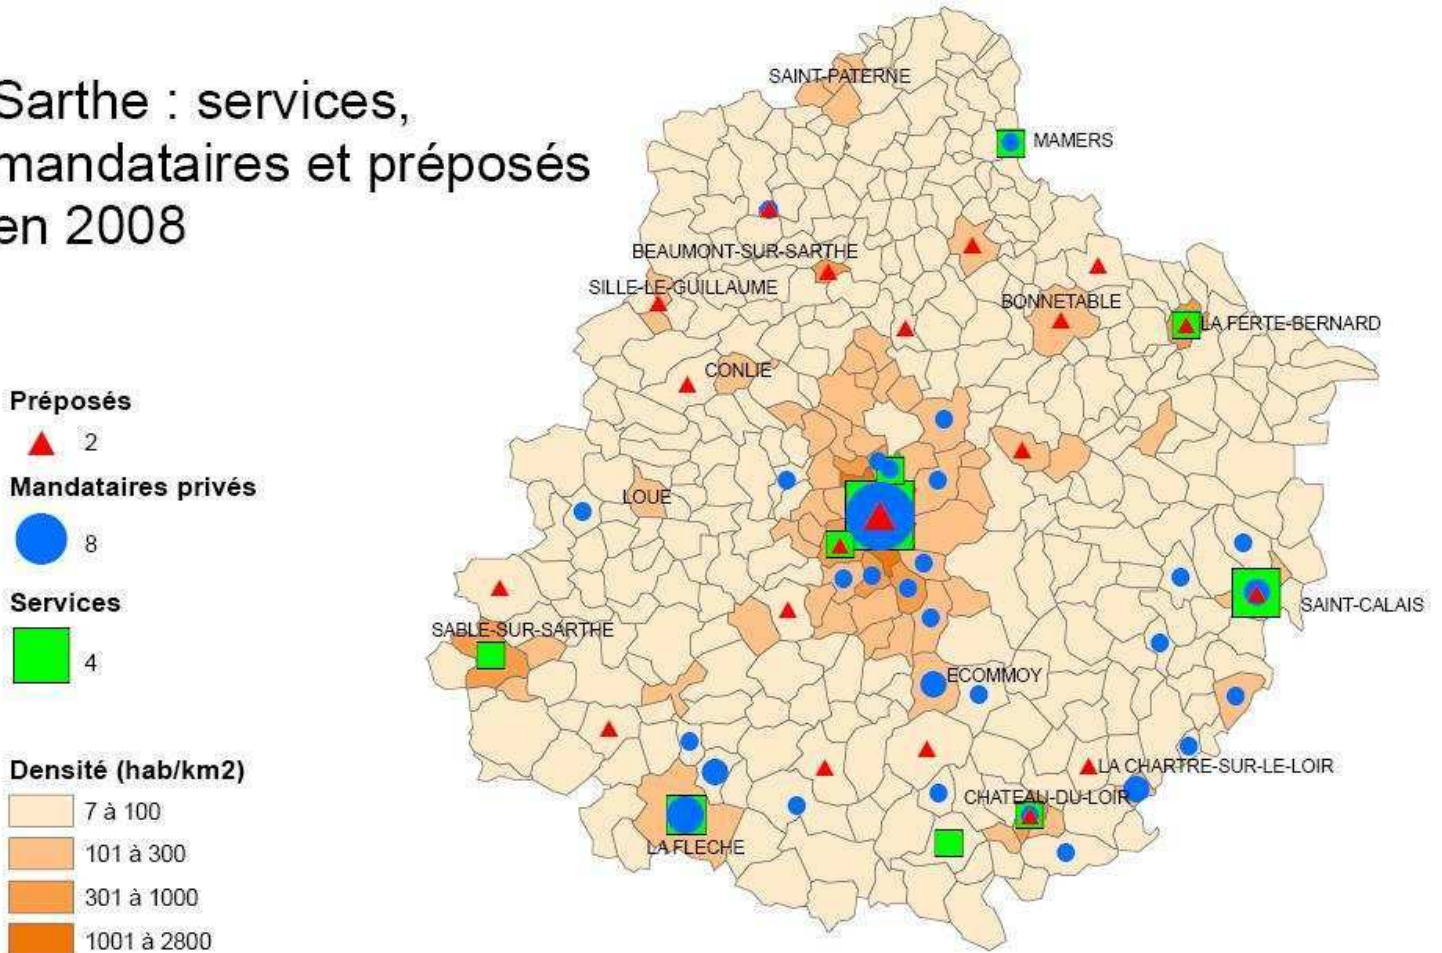 Sarthe : services,
mandataires et préposés
en 2008
Préposés
2
Mandataires privés
8
Services
4
Densité (hab/km2)
7 à 100
101 à 300
301 à 1000
1001 à 2800
SAINT-PATERNE
MAMERS
BEAUMONT-SUR-SARTHE
SILLE-LE-GUILLAUME
BONNETABLE
LA FERTE-BERNARD
CONLIE
LOUE
SAINT-CALAIS
SABLE-SUR-SARTHE
ECOMMOY
LA CHARTRE-SUR-LE-LOIR
CHATEAU-DU-LOIR
LA FLECHE